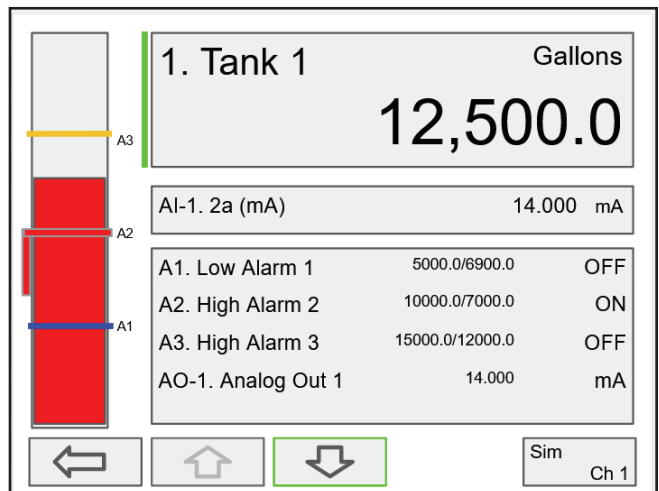 1. Tank 1 Gallons
12,500.0
A3
AI-1. 2a (mA) 14.000 mA
A2
A1. Low Alarm 1 5000.0/6900.0 OFF
A2. High Alarm 2 10000.0/7000.0 ON
A1
A3. High Alarm 3 15000.0/12000.0 OFF
AO-1. Analog Out 1 14.000 mA
Sim
Ch 1